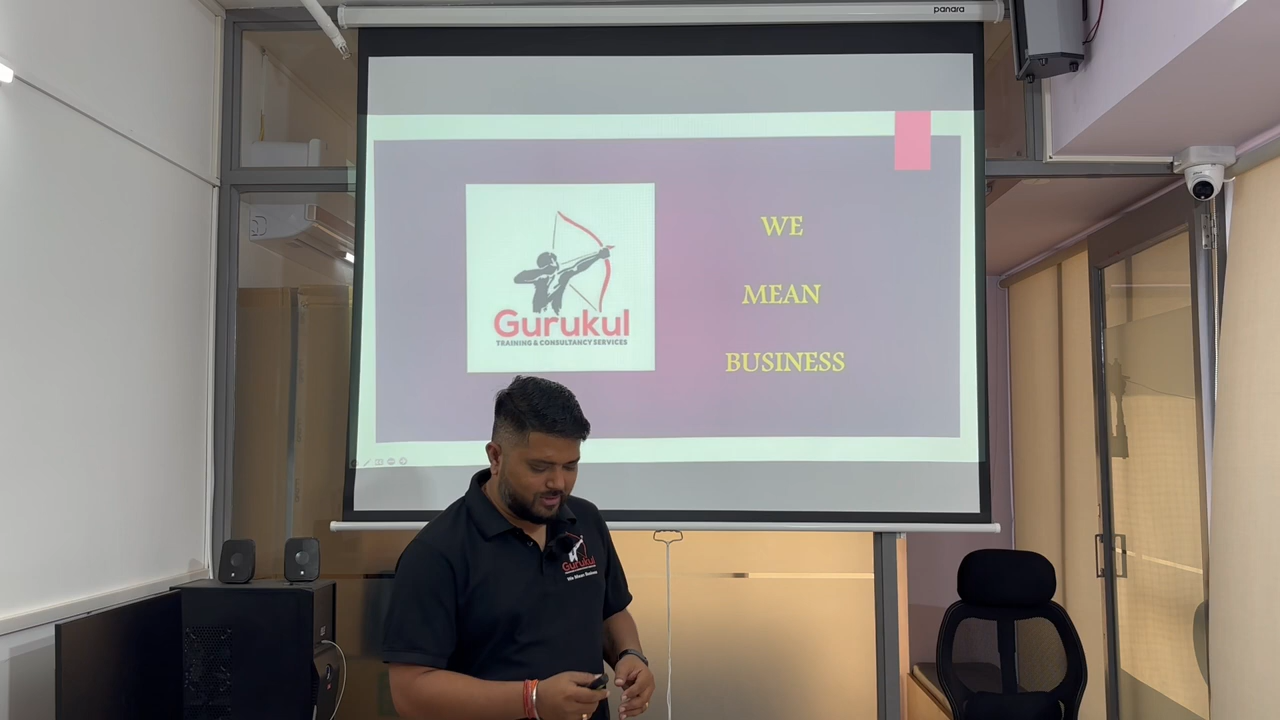 panara
WE
MEAN
BUSINESS
Gurukul
TRAINING & CONSULTANCY SERVICES
Gurukul
We Mean Business